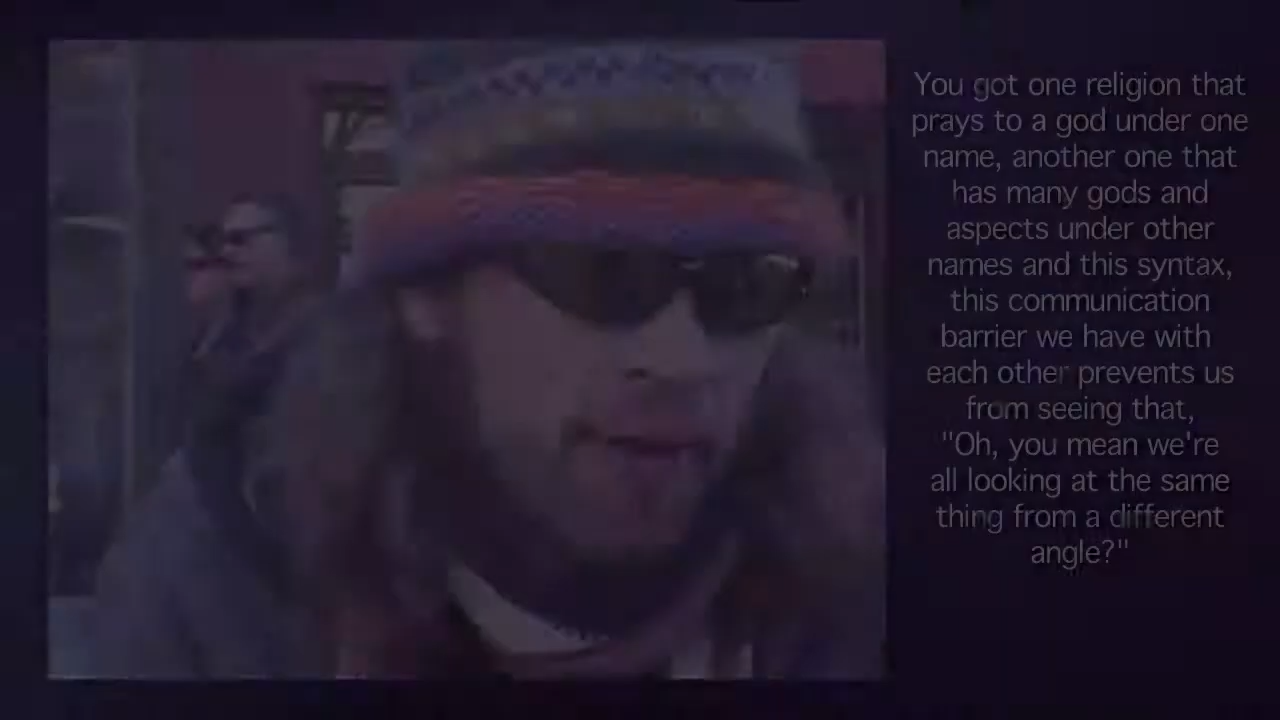 You got one religion that
prays to a god under one
name, another one that
has many gods and
aspects under other
names and this syntax,
this communication
barrier we have with
each other prevents us
from seeing that,
"Oh, you mean we're
all looking at the same
thing from a different
angle?"